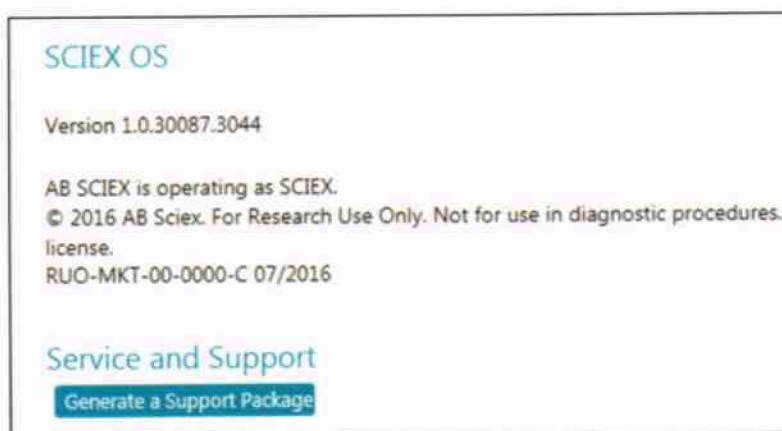 SCIEX OS
Version 1.0.30087.3044
AB SCIEX is operating as SCIEX.
© 2016 AB Sciex. For Research Use Only. Not for use in diagnostic procedures.
license.
RUO-MKT-00-0000-C 07/2016
Service and Support
Generate a Support Package